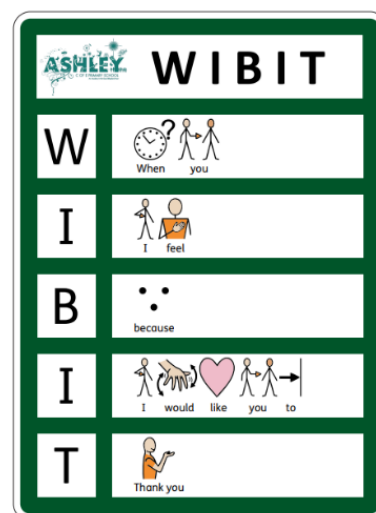 ASHLEY
WIBIT
W
When you
I
I feel
B
because
I
I would like you to
T
Thank you